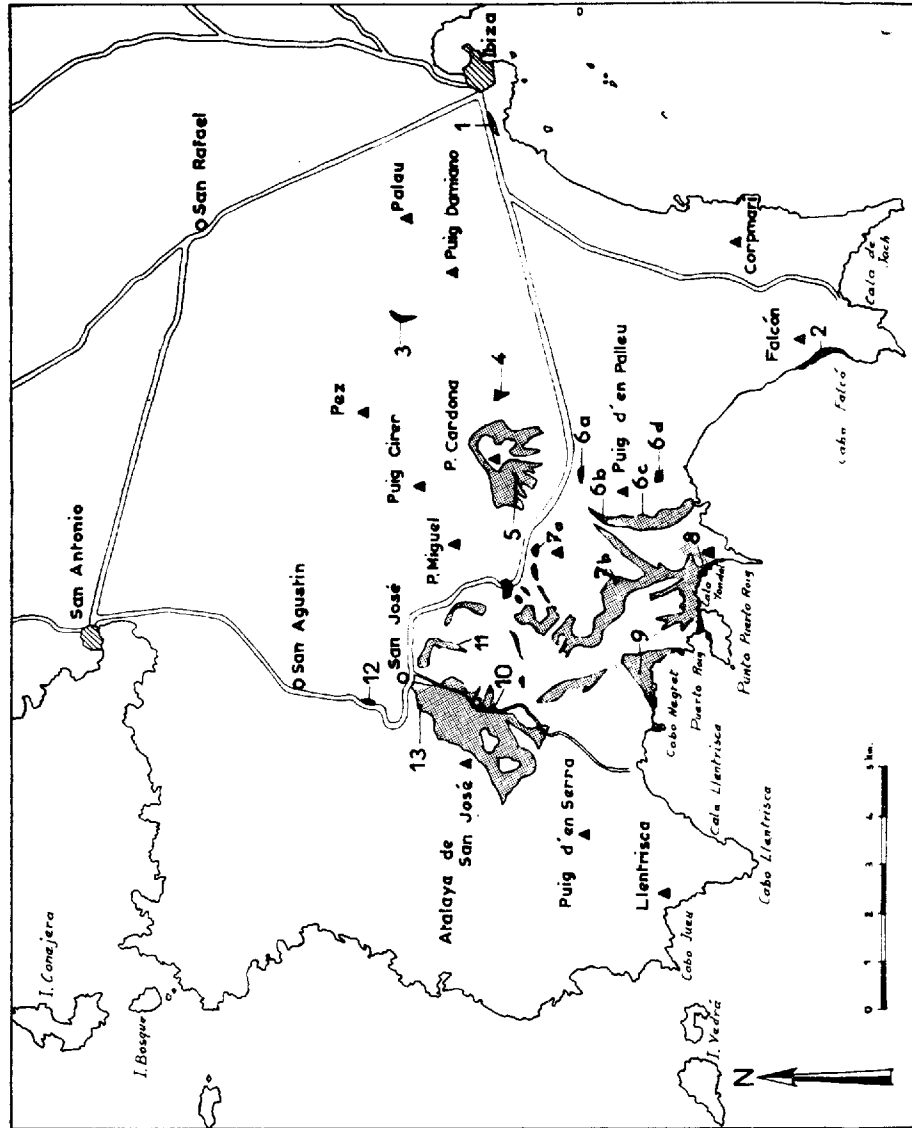 I. Conejera
I. Bosque
San Antonio
San Rafael
Ibiza
San Agustin
12
San José
13
Pez
Puig Cirer
P. Miguel
P. Cardona
3
Palau
Puig Damiano
1
4
5
Atalaya de
San José
11
10
7a
6a
6b
Puig d'en Palleu
6c
6d
7b
8
9
Puig d'en Serra
Llentrisca
Corpmari
Falcón
2
Cabo Falcó
Cala de
Cabo Negret
Puerto Roig
Punta Puerto Roig
Cala Llentrisca
Cabo Llentrisca
Cabo Jueu
I. Vedrá
N
0 1 2 3 4 5 km.